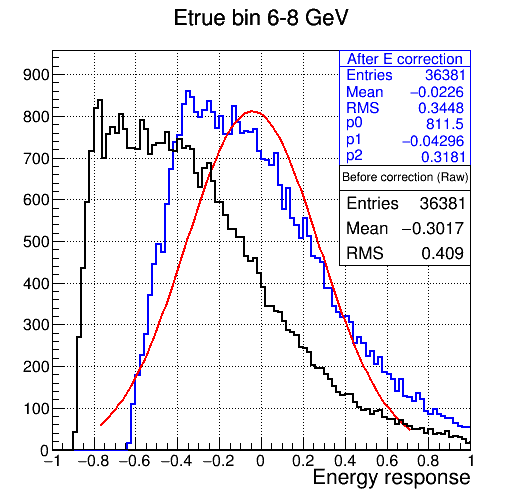 Etrue bin 6-8 GeV
After E correction
Entries 36381
Mean −0.0226
RMS 0.3448
p0 811.5
p1 −0.04296
p2 0.3181
Before correction (Raw)
Entries 36381
Mean −0.3017
RMS 0.409
900
800
700
600
500
400
300
200
100
0
−1 −0.8 −0.6 −0.4 −0.2 0 0.2 0.4 0.6 0.8 1
Energy response